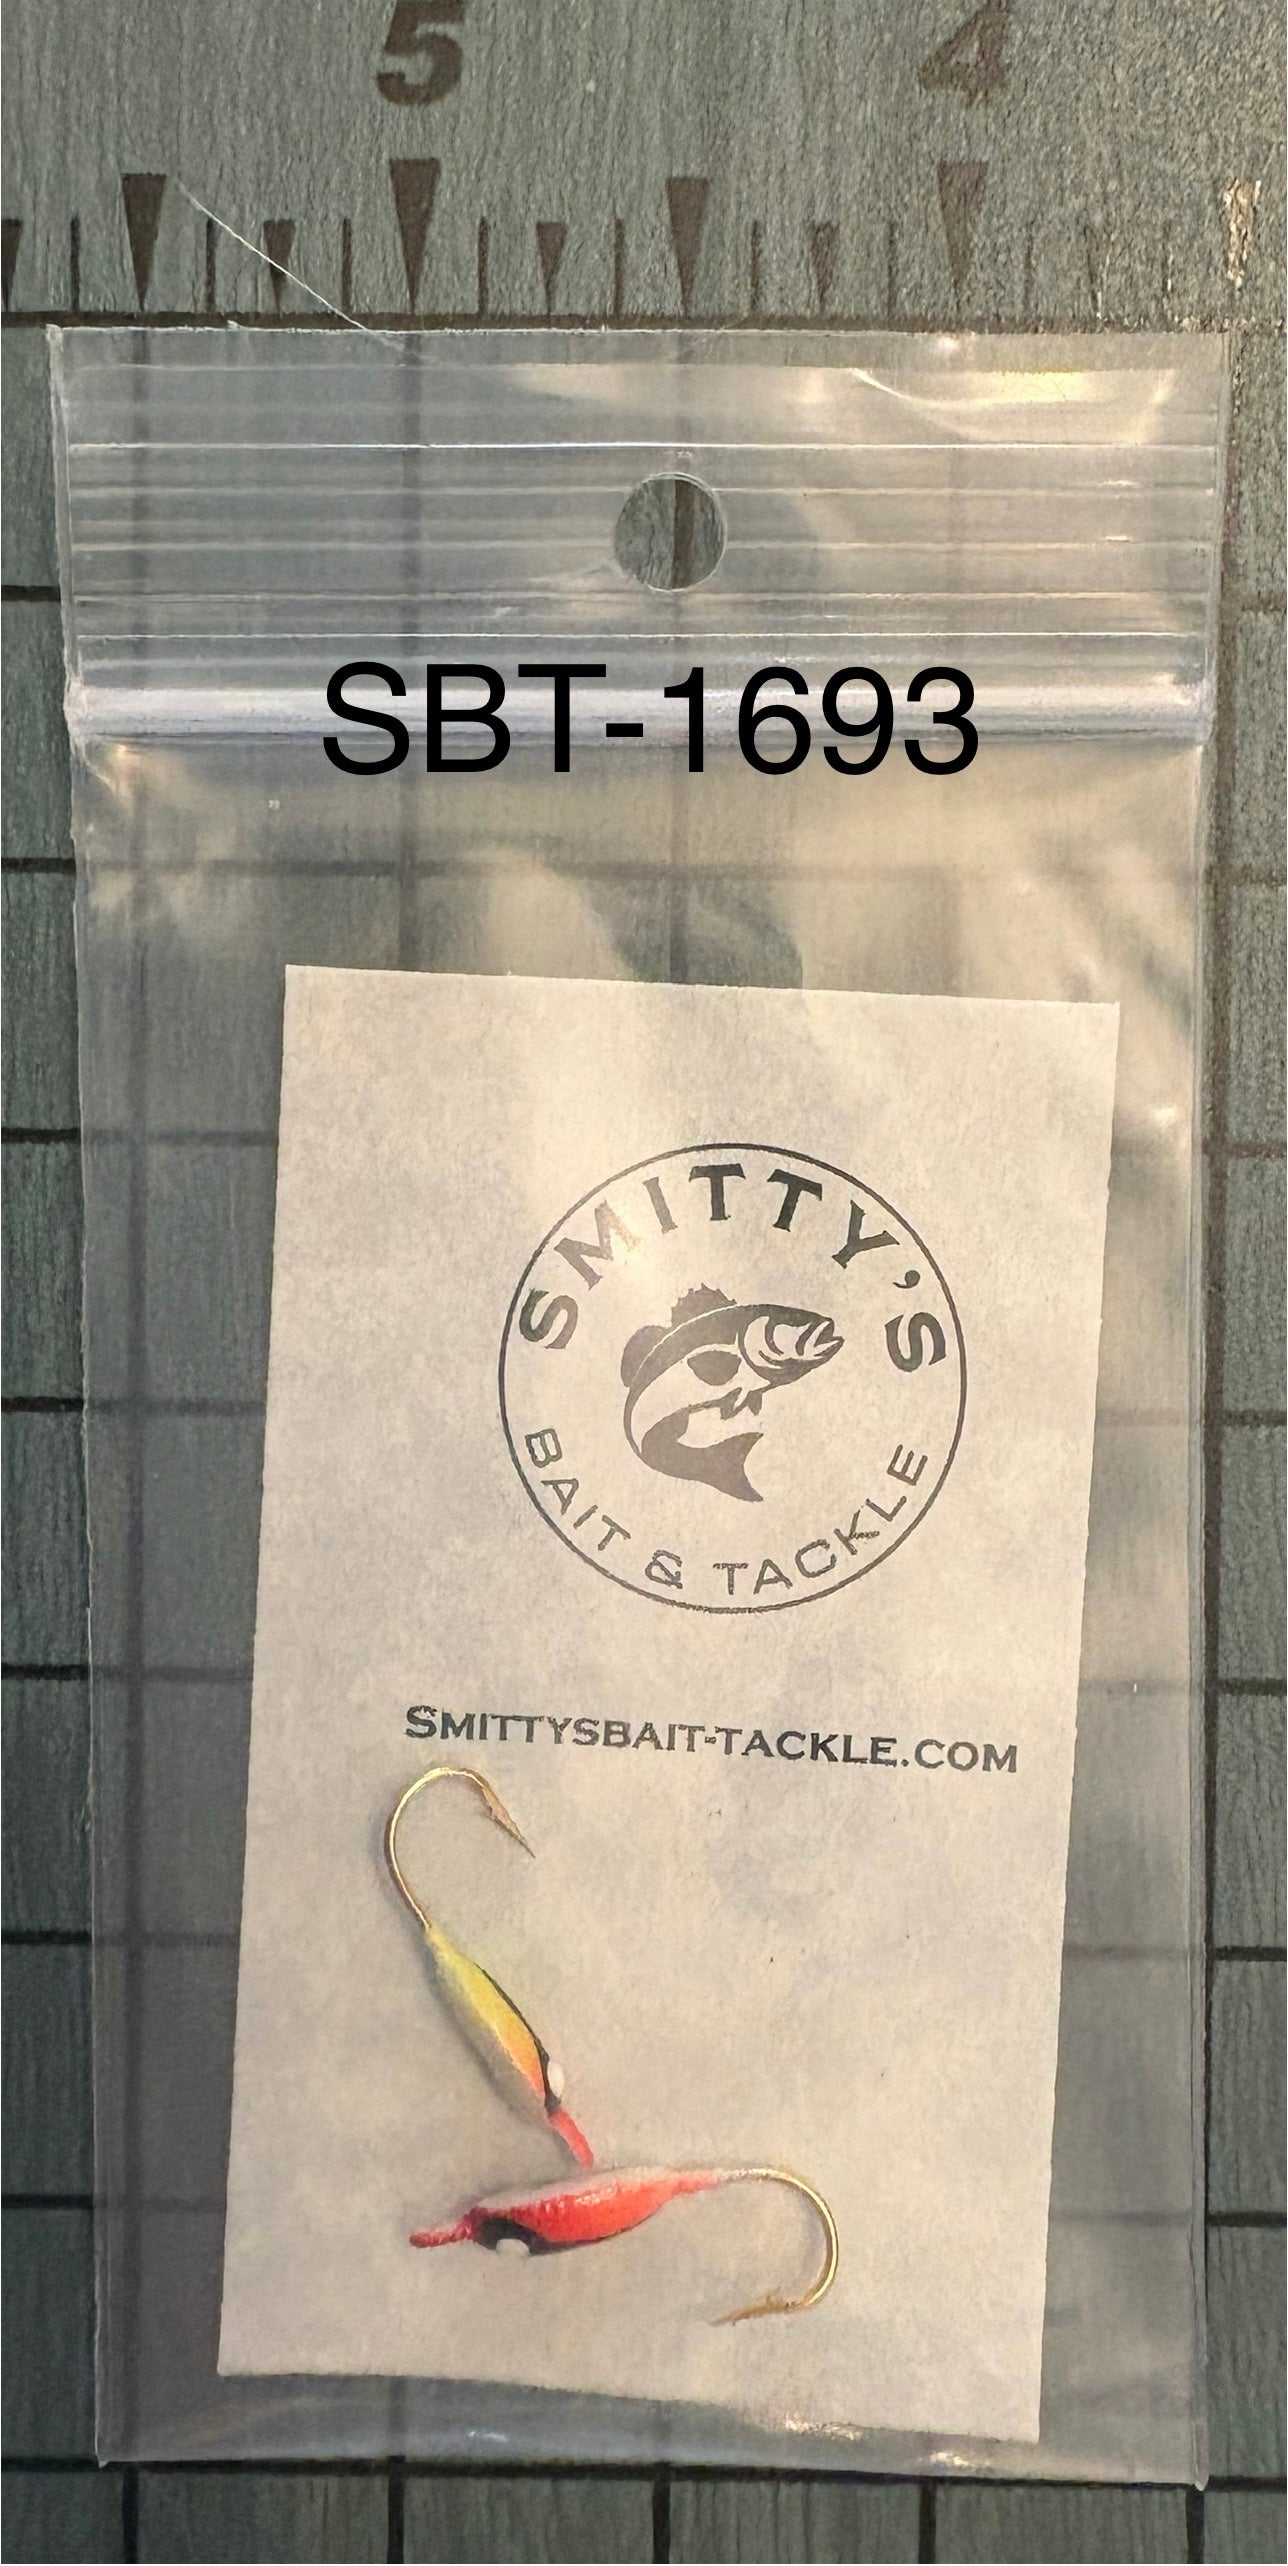 5 4
SBT-1693
SMITTY'S
BAIT & TACKLE
SMITTYSBAIT-TACKLE.COM